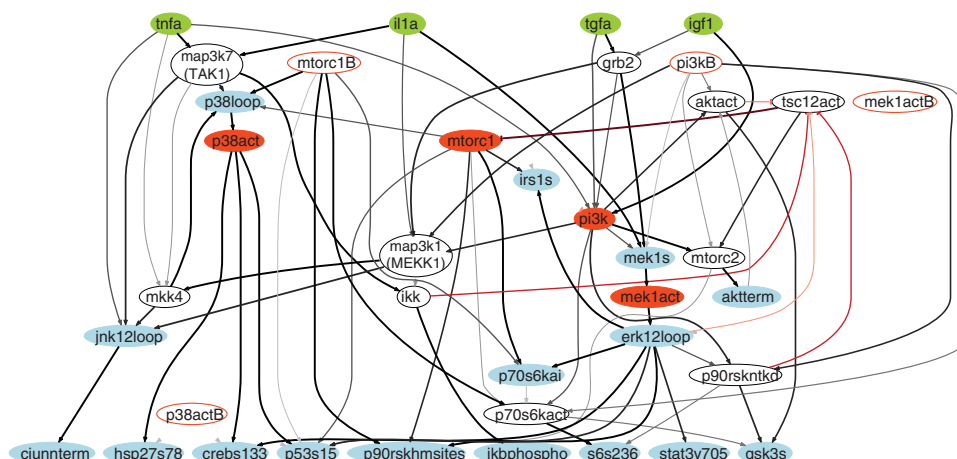 tnfa
il1a
tgfa
igf1
map3k7
(TAK1)
mtorc1B
grb2
pi3kB
p38loop
aktact
tsc12act
mek1actB
p38act
mtorc1
irs1s
pi3k
map3k1
(MEKK1)
mek1s
mtorc2
mkk4
ikk
mek1act
aktterm
jnk12loop
erk12loop
p70s6kai
p90rskntkd
p38actB
p70s6kact
cjunnterm
hsp27s78
crebs133
p53s15
p90rskhmsites
ikbphospho
s6s236
stat3y705
gsk3s